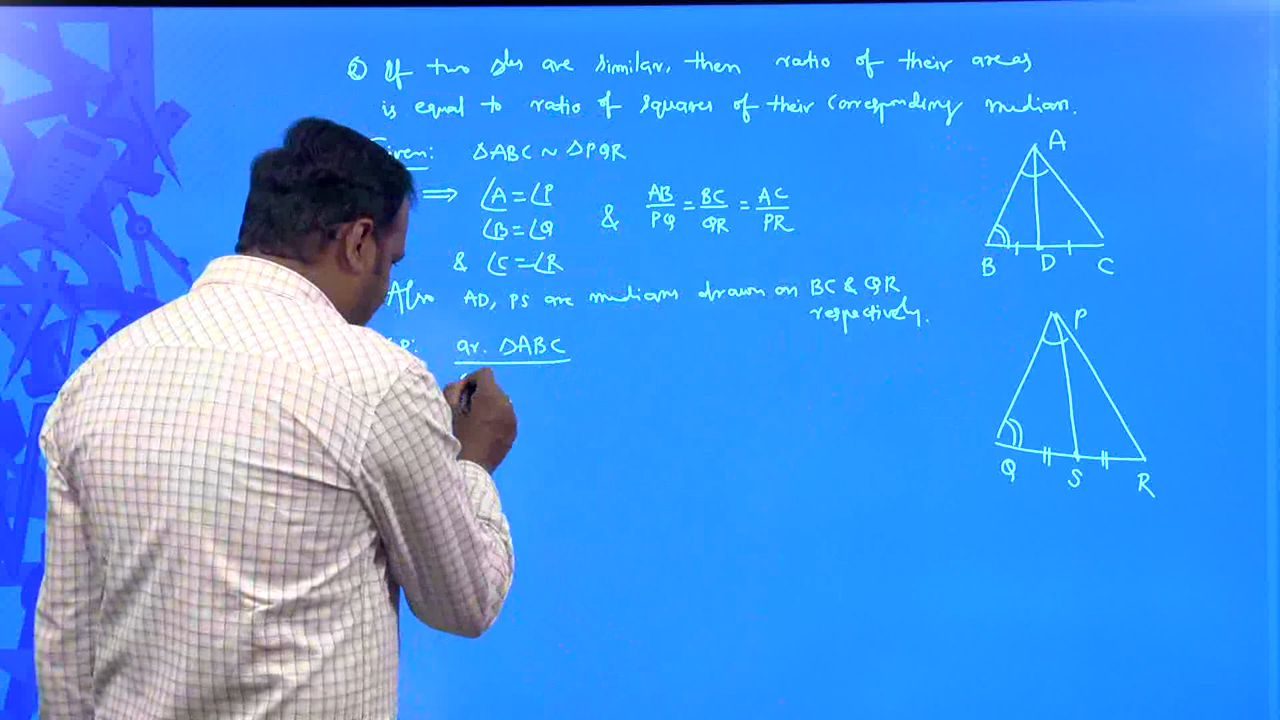 Q) If two Δles are similar, then ratio of their areas
is equal to ratio of squares of their corresponding median.
Given: ΔABC ~ ΔPQR
⟹ ∠A = ∠P
∠B = ∠Q
& ∠C = ∠R
& AB/PQ = BC/QR = AC/PR
Also AD, PS are medians drawn on BC & QR
respectively.
ar. ΔABC
A
B D C
P
Q S R